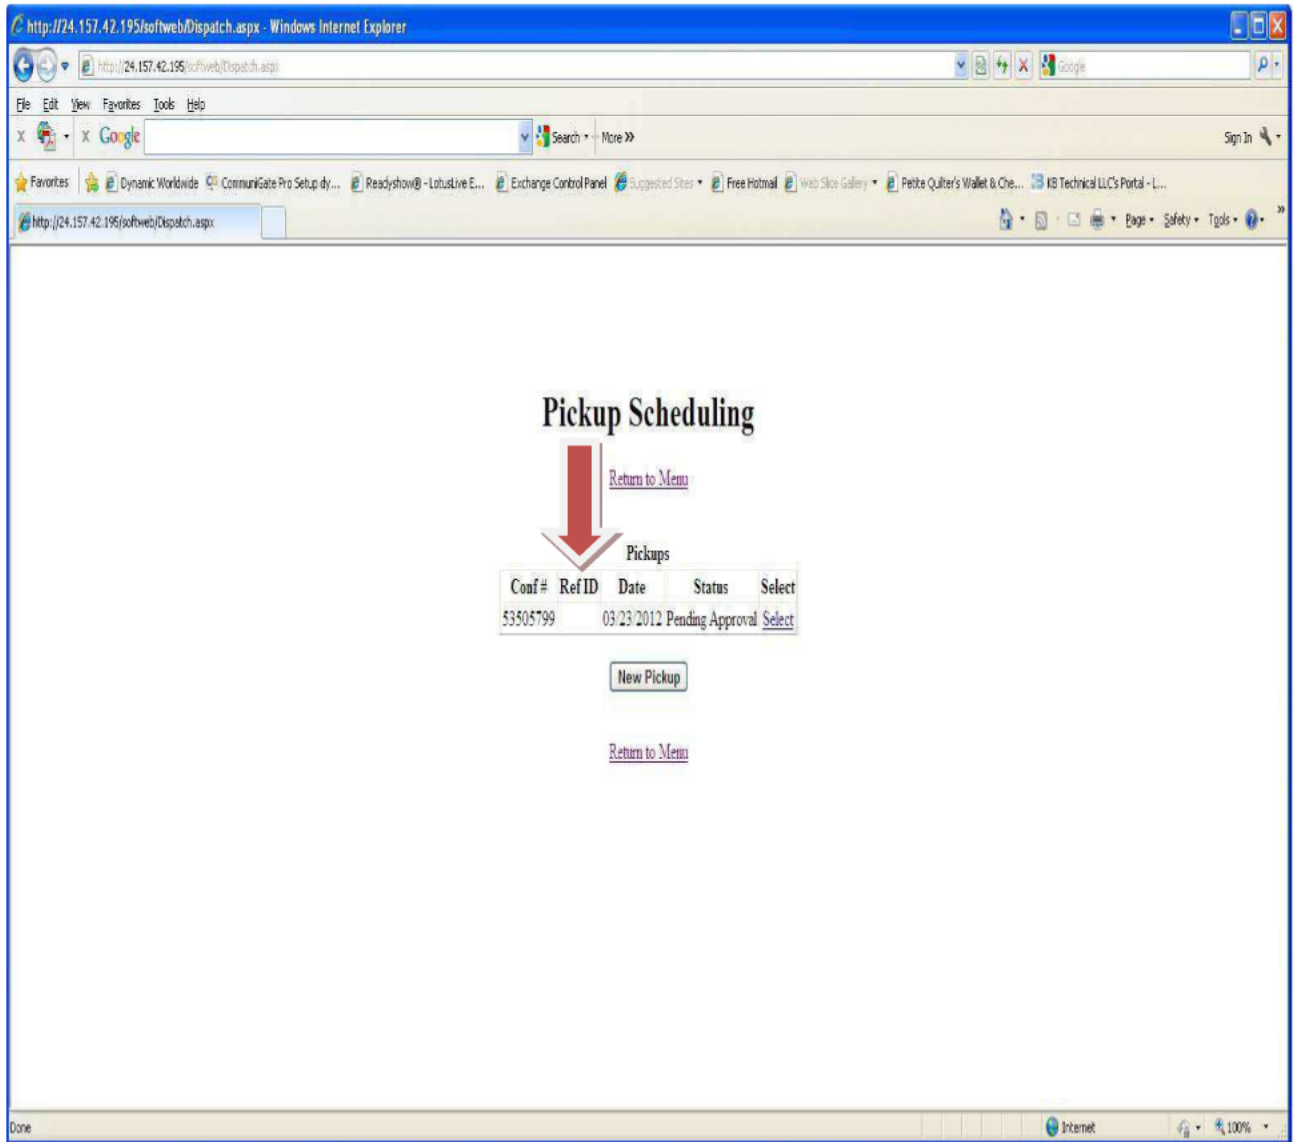 http://24.157.42.195/softweb/Dispatch.aspx - Windows Internet Explorer
http://24.157.42.195/softweb/Dispatch.aspx Google
File Edit View Favorites Tools Help
x x Google Search More >> Sign In
Favorites Dynamic Worldwide CommuniGate Pro Setup dy... Readyshow® - LotusLive E... Exchange Control Panel Suggested Sites Free Hotmail Web Slice Gallery Petite Quilter's Wallet & Che... KB Technical LLC's Portal - L...
http://24.157.42.195/softweb/Dispatch.aspx Page Safety Tools
Pickup Scheduling
Return to Menu
Pickups
Conf # Ref ID Date Status Select
53505799 03/23/2012 Pending Approval Select
New Pickup
Return to Menu
Done Internet 100%